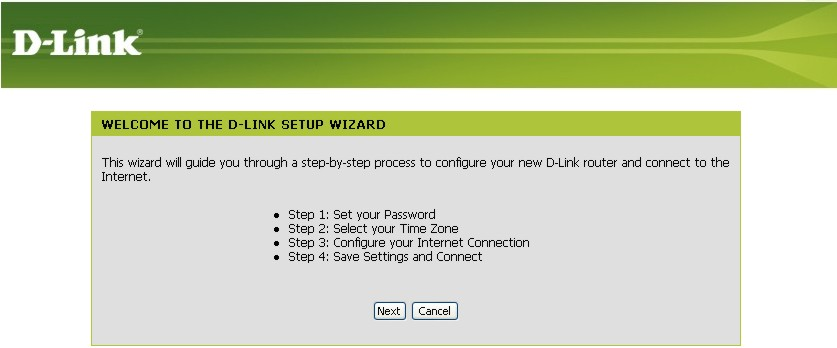 D-Link
WELCOME TO THE D-LINK SETUP WIZARD
This wizard will guide you through a step-by-step process to configure your new D-Link router and connect to the
Internet.
• Step 1: Set your Password
• Step 2: Select your Time Zone
• Step 3: Configure your Internet Connection
• Step 4: Save Settings and Connect
Next Cancel